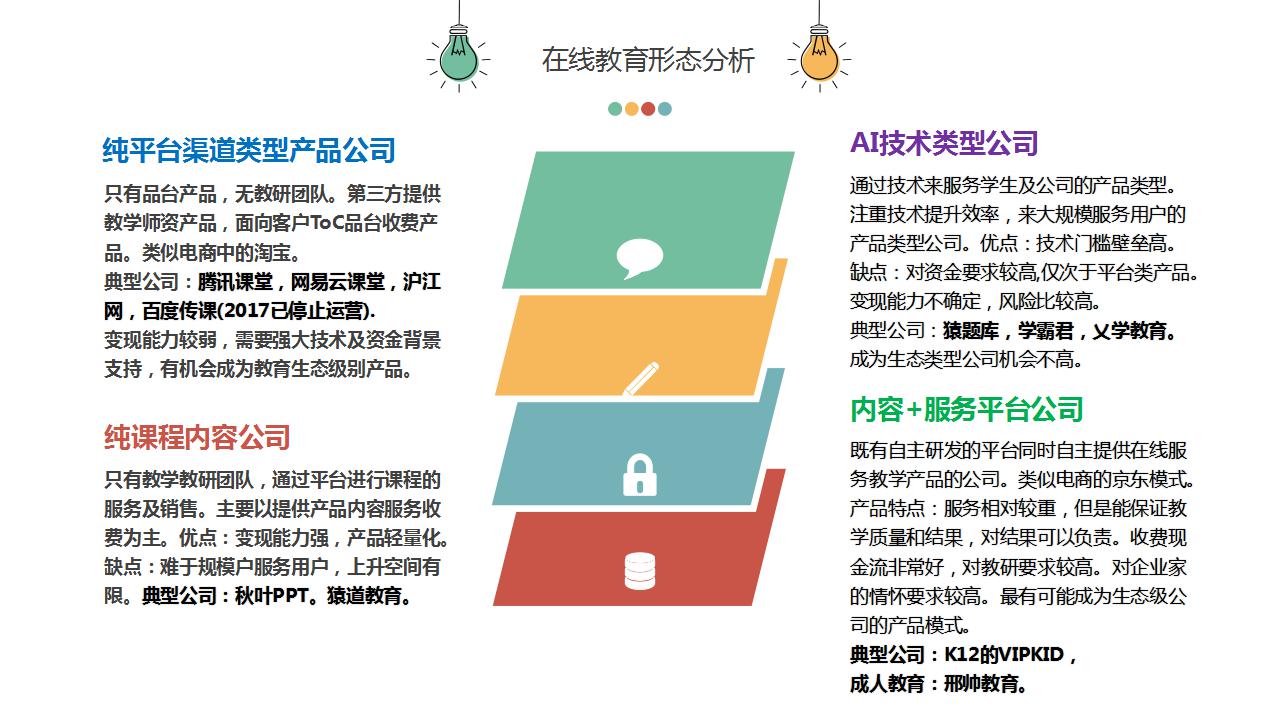 在线教育形态分析
纯平台渠道类型产品公司
只有品台产品，无教研团队。第三方提供
教学师资产品，面向客户ToC品台收费产
品。类似电商中的淘宝。
典型公司：腾讯课堂，网易云课堂，沪江
网，百度传课(2017已停止运营).
变现能力较弱，需要强大技术及资金背景
支持，有机会成为教育生态级别产品。
纯课程内容公司
只有教学教研团队，通过平台进行课程的
服务及销售。主要以提供产品内容服务收
费为主。优点：变现能力强，产品轻量化。
缺点：难于规模户服务用户，上升空间有
限。典型公司：秋叶PPT。猿道教育。
AI技术类型公司
通过技术来服务学生及公司的产品类型。
注重技术提升效率，来大规模服务用户的
产品类型公司。优点：技术门槛壁垒高。
缺点：对资金要求较高,仅次于平台类产品。
变现能力不确定，风险比较高。
典型公司：猿题库，学霸君，乂学教育。
成为生态类型公司机会不高。
内容+服务平台公司
既有自主研发的平台同时自主提供在线服
务教学产品的公司。类似电商的京东模式。
产品特点：服务相对较重，但是能保证教
学质量和结果，对结果可以负责。收费现
金流非常好，对教研要求较高。对企业家
的情怀要求较高。最有可能成为生态级公
司的产品模式。
典型公司：K12的VIPKID，
成人教育：邢帅教育。